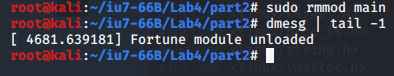 root@kali:~/iu7-66B/Lab4/part2# sudo rmmod main
root@kali:~/iu7-66B/Lab4/part2# dmesg | tail -1
[ 4681.639181] Fortune module unloaded
root@kali:~/iu7-66B/Lab4/part2#